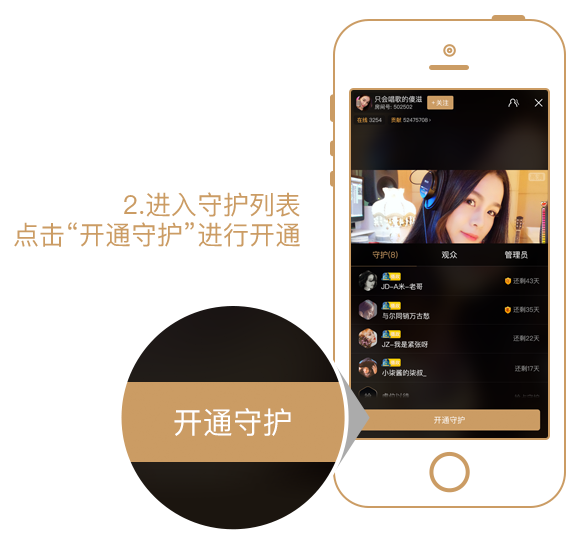 2.进入守护列表
点击“开通守护”进行开通
开通守护
只会唱歌的傻滋
房间号: 502502
+关注
在线 3254
贡献 52475708›
守护(8)
观众
管理员
JD-A米-老哥
还剩43天
与尔同销万古愁
还剩35天
JZ-我是紧张呀
还剩22天
小柒酱的柒叔_
还剩17天
开通守护